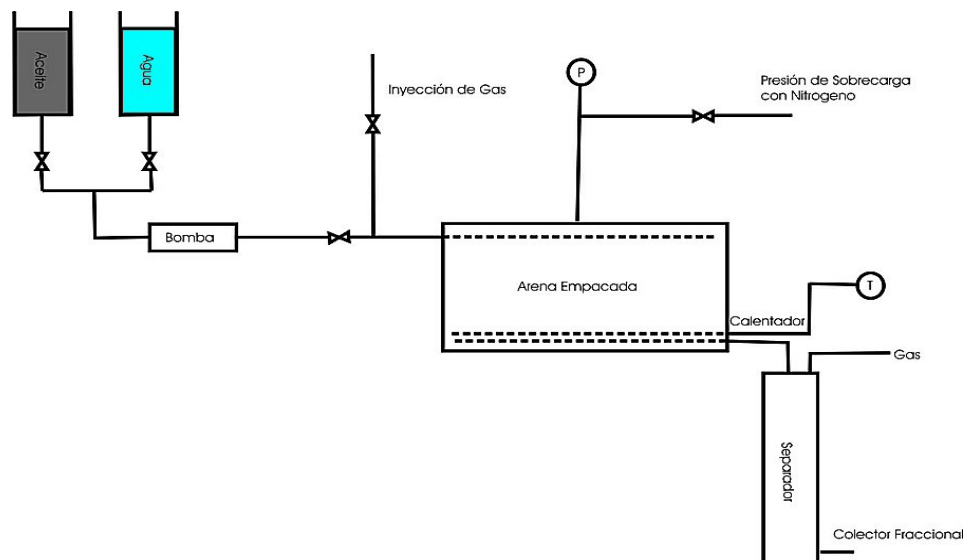 Aceite
Agua
Inyección de Gas
P
Presión de Sobrecarga
con Nitrogeno
Bomba
Arena Empacada
T
Calentador
Gas
Separador
Colector Fraccional